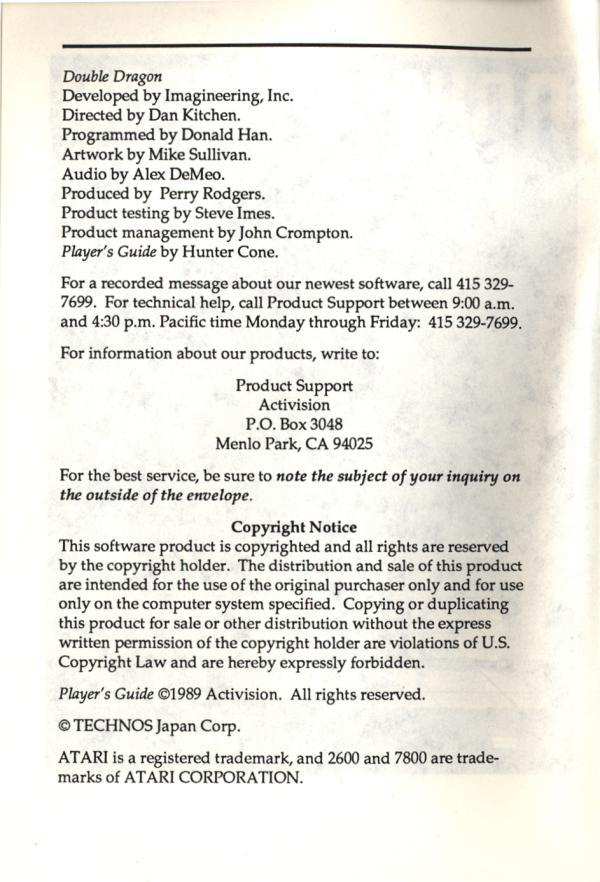 Double Dragon
Developed by Imagineering, Inc.
Directed by Dan Kitchen.
Programmed by Donald Han.
Artwork by Mike Sullivan.
Audio by Alex DeMeo.
Produced by Perry Rodgers.
Product testing by Steve Imes.
Product management by John Crompton.
Player's Guide by Hunter Cone.
For a recorded message about our newest software, call 415 329-
7699. For technical help, call Product Support between 9:00 a.m.
and 4:30 p.m. Pacific time Monday through Friday: 415 329-7699.
For information about our products, write to:
Product Support
Activision
P.O. Box 3048
Menlo Park, CA 94025
For the best service, be sure to note the subject of your inquiry on
the outside of the envelope.
Copyright Notice
This software product is copyrighted and all rights are reserved
by the copyright holder. The distribution and sale of this product
are intended for the use of the original purchaser only and for use
only on the computer system specified. Copying or duplicating
this product for sale or other distribution without the express
written permission of the copyright holder are violations of U.S.
Copyright Law and are hereby expressly forbidden.
Player's Guide ©1989 Activision. All rights reserved.
© TECHNOS Japan Corp.
ATARI is a registered trademark, and 2600 and 7800 are trade-
marks of ATARI CORPORATION.